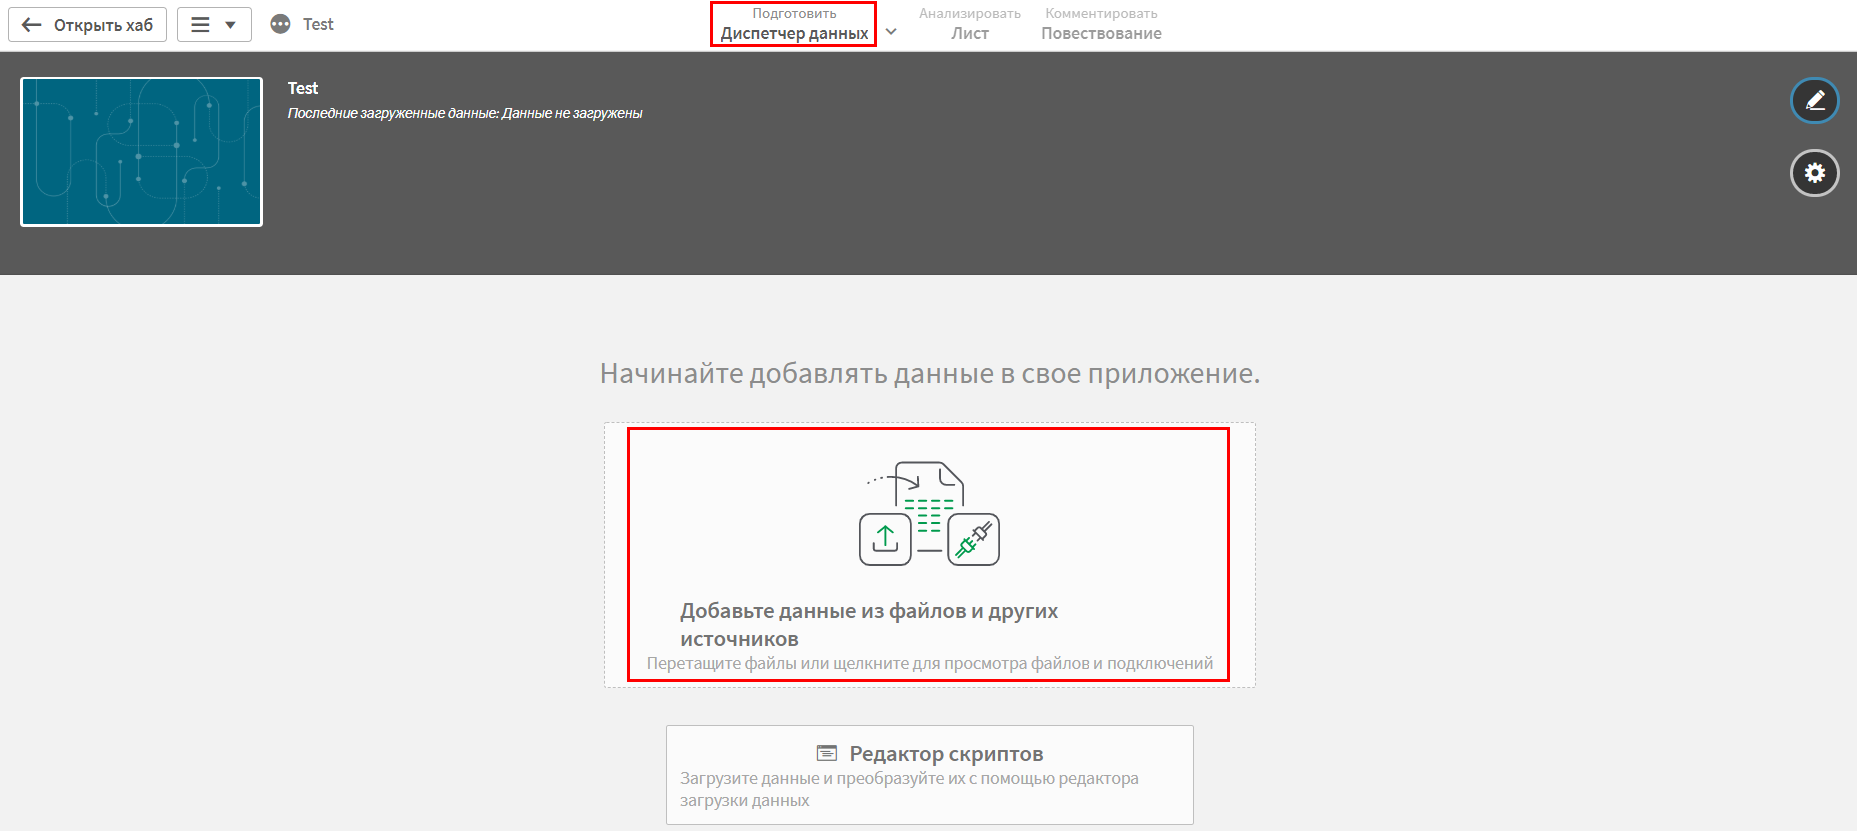 Открыть хаб
Test
Подготовить
Диспетчер данных
Анализировать
Лист
Комментировать
Повествование
Test
Последние загруженные данные: Данные не загружены
Начинайте добавлять данные в свое приложение.
Добавьте данные из файлов и других
источников
Перетащите файлы или щелкните для просмотра файлов и подключений
Редактор скриптов
Загрузите данные и преобразуйте их с помощью редактора
загрузки данных